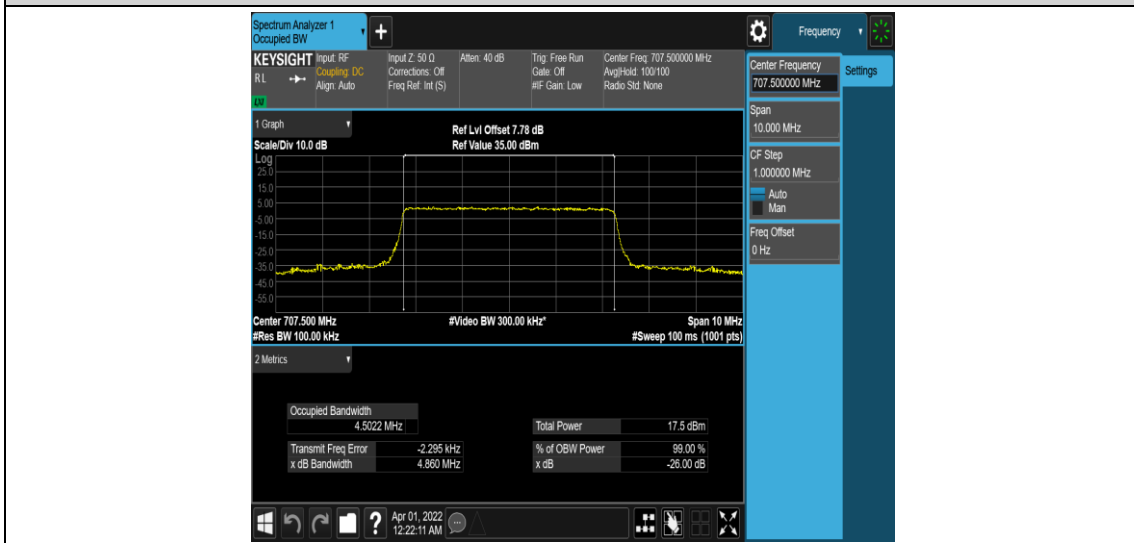 Spectrum Analyzer 1
Occupied BW
+
Frequency
KEYSIGHT
RL
LXI
Input: RF
Coupling: DC
Align: Auto
Input Z: 50 Ω
Corrections: Off
Freq Ref: Int (S)
Atten: 40 dB
Trig: Free Run
Gate: Off
#IF Gain: Low
Center Freq: 707.500000 MHz
Avg|Hold: 100/100
Radio Std: None
Center Frequency
707.500000 MHz
Settings
Span
10.000 MHz
CF Step
1.000000 MHz
Auto
Man
Freq Offset
0 Hz
1 Graph
Ref Lvl Offset 7.78 dB
Scale/Div 10.0 dB
Ref Value 35.00 dBm
Log
25.0
15.0
5.00
-5.00
-15.0
-25.0
-35.0
-45.0
-55.0
Center 707.500 MHz
#Video BW 300.00 kHz*
Span 10 MHz
#Res BW 100.00 kHz
#Sweep 100 ms (1001 pts)
2 Metrics
Occupied Bandwidth
4.5022 MHz
Total Power 17.5 dBm
Transmit Freq Error -2.295 kHz
% of OBW Power 99.00 %
x dB Bandwidth 4.860 MHz
x dB -26.00 dB
?
Apr 01, 2022
12:22:11 AM